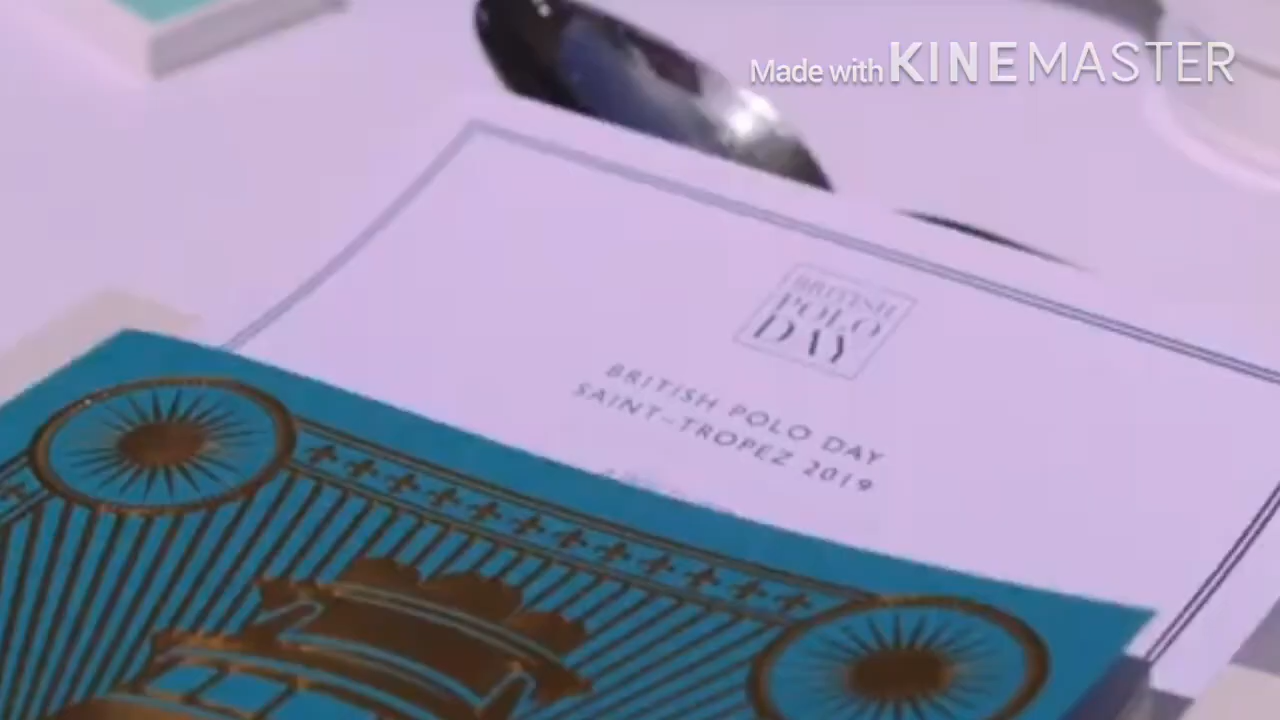 Made with KINEMASTER
BRITISH
POLO
DAY
BRITISH POLO DAY
SAINT-TROPEZ 2019